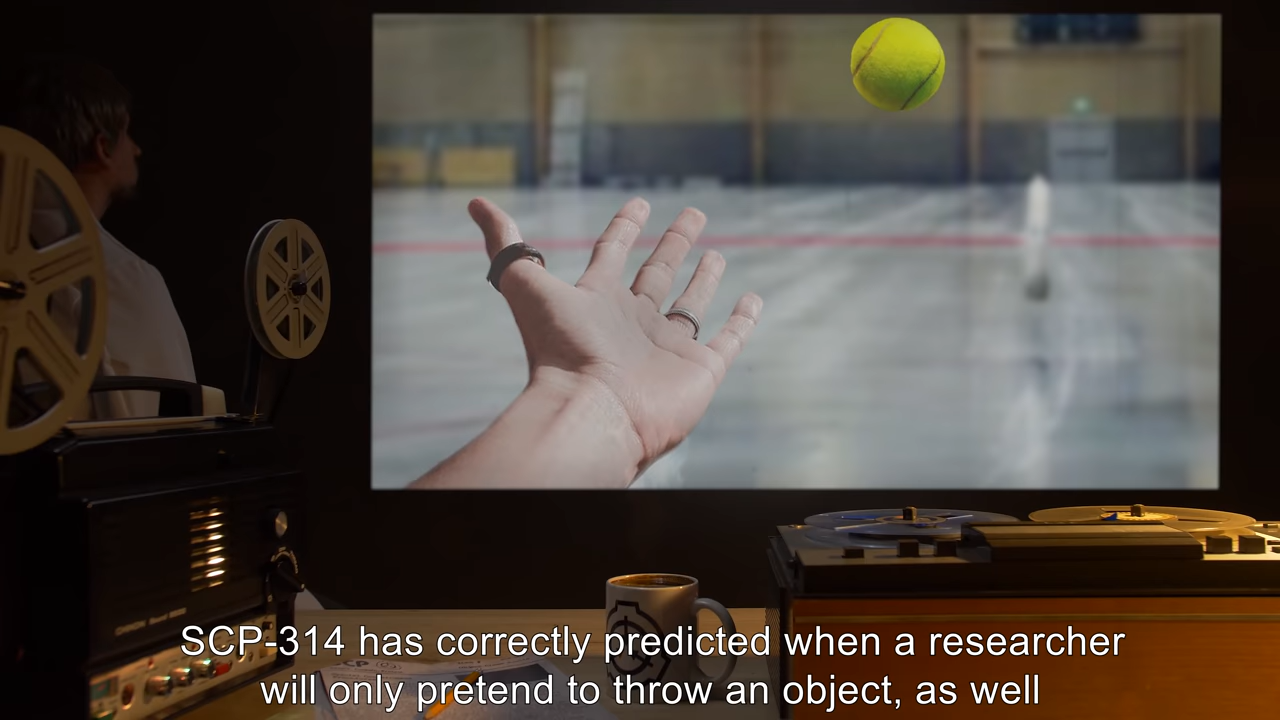 SCP-314 has correctly predicted when a researcher
will only pretend to throw an object, as well